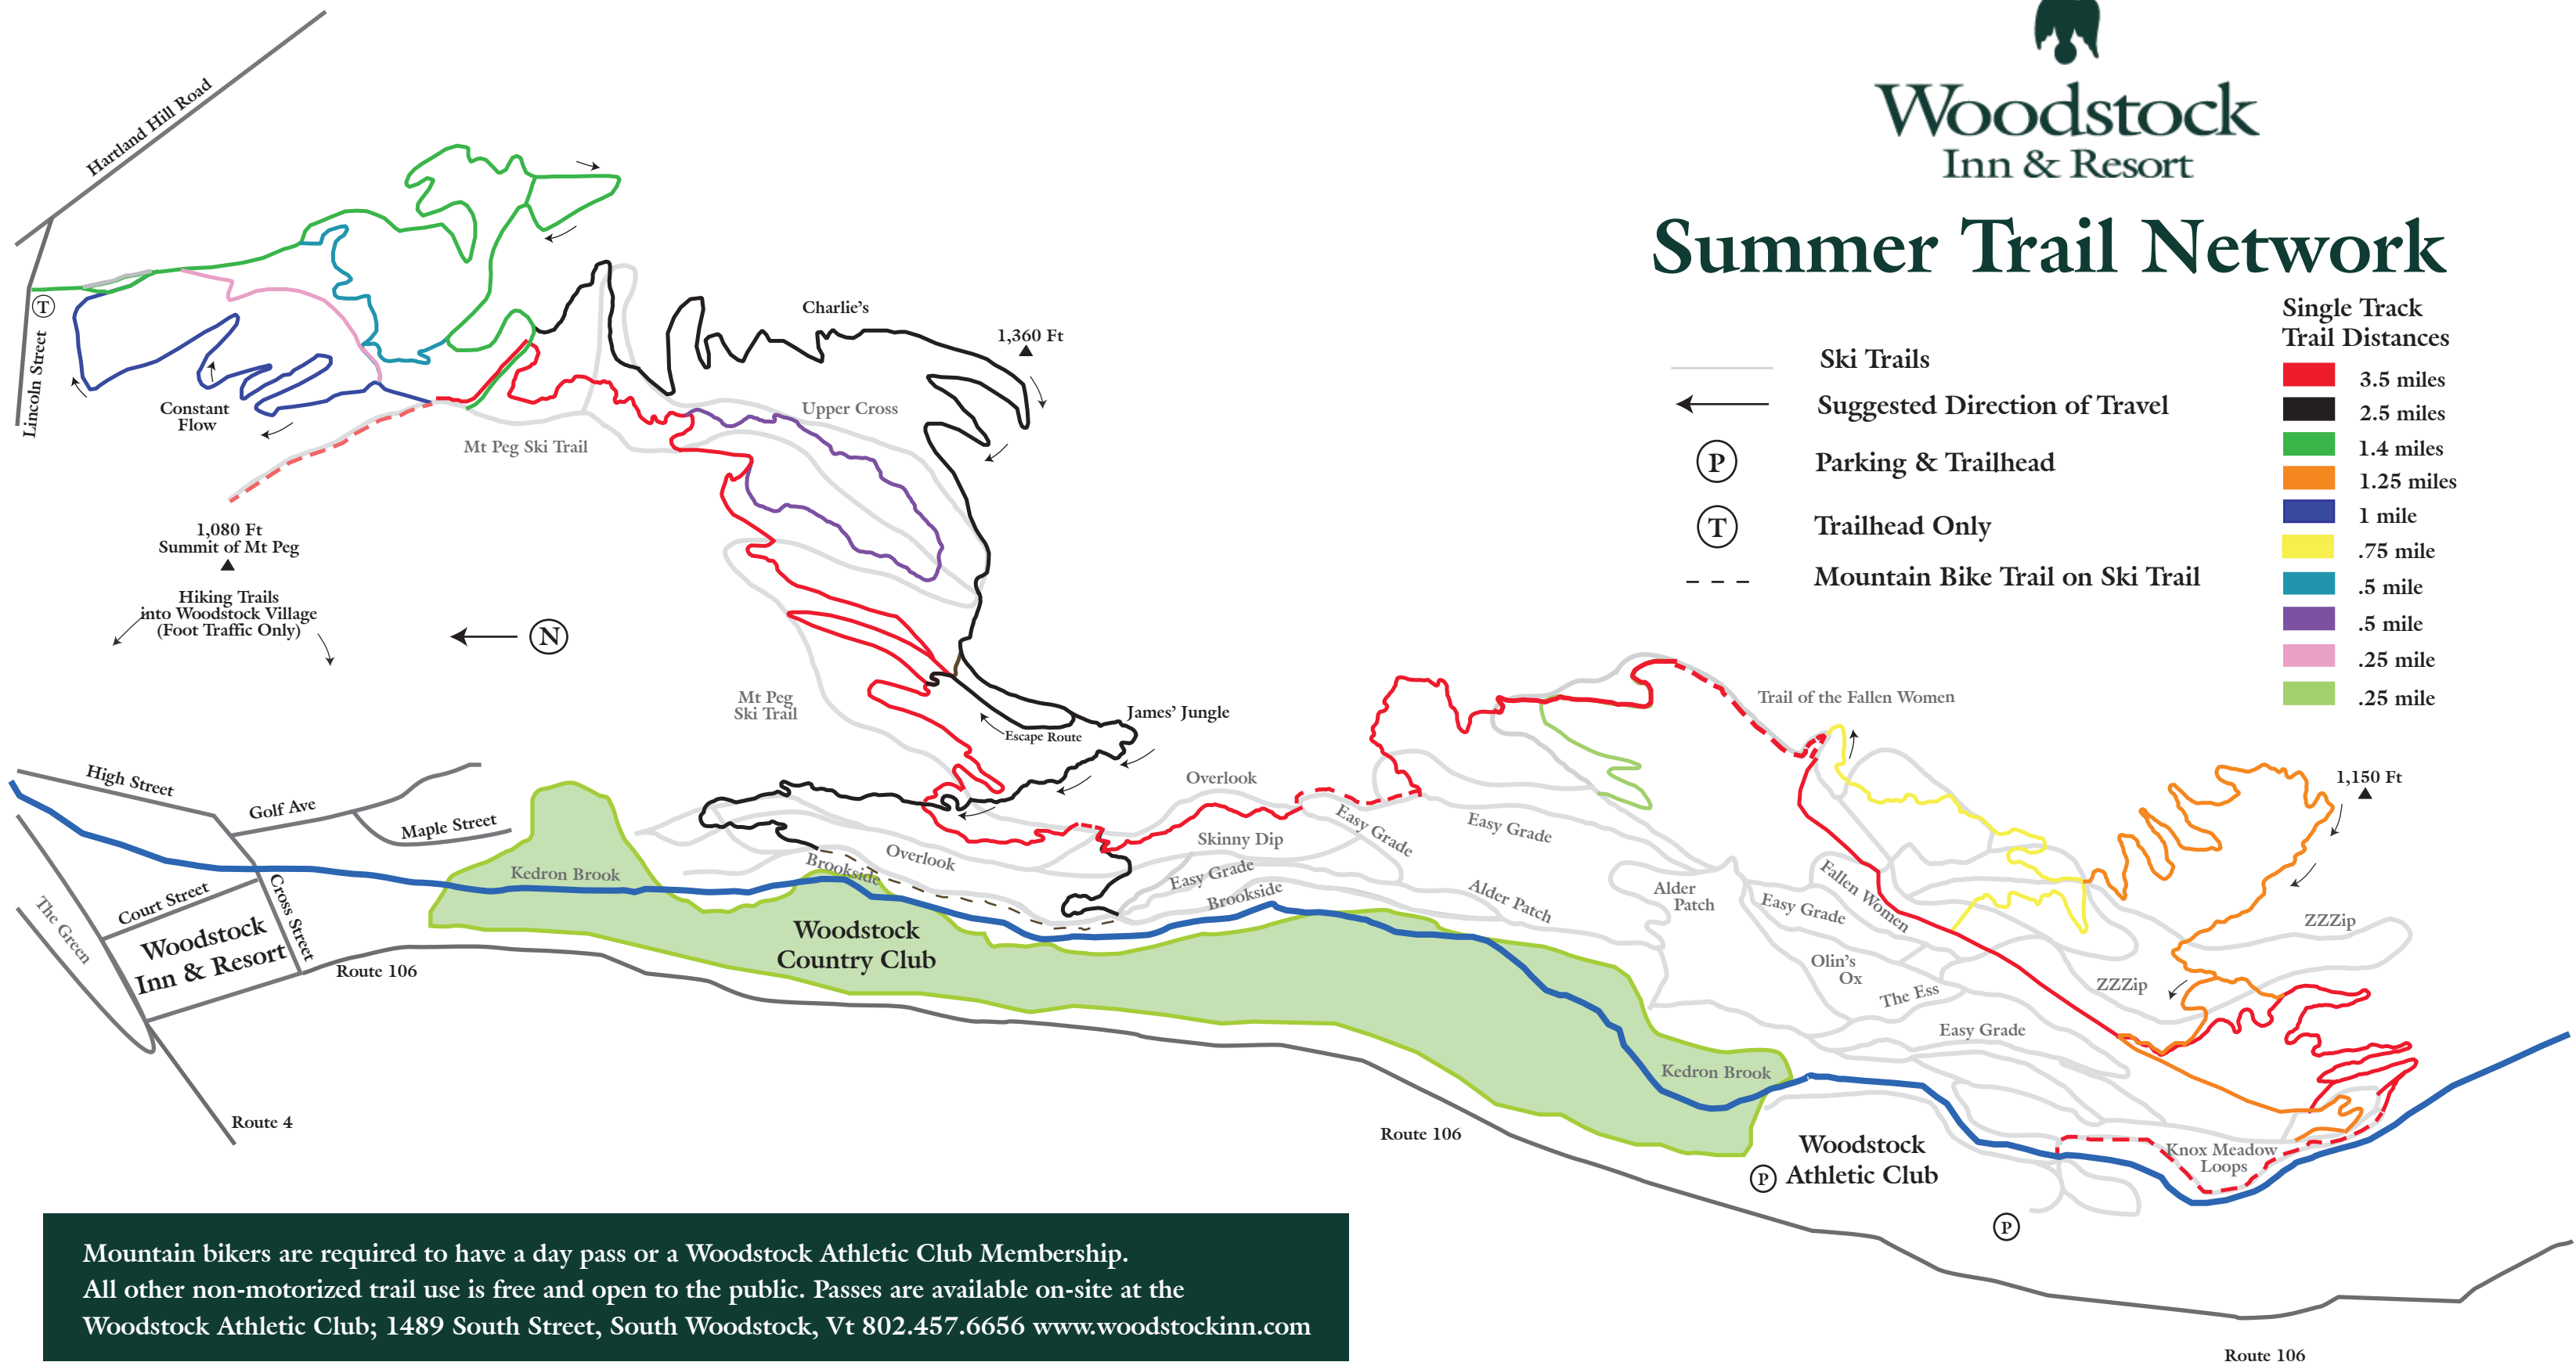 Woodstock
Inn & Resort
Summer Trail Network
Single Track
Trail Distances
3.5 miles
2.5 miles
1.4 miles
1.25 miles
1 mile
.75 mile
.5 mile
.5 mile
.25 mile
.25 mile
Ski Trails
Suggested Direction of Travel
P
Parking & Trailhead
T
Trailhead Only
Mountain Bike Trail on Ski Trail
Hartland Hill Road
T
Lincoln Street
Constant
Flow
Charlie's
1,360 Ft
Upper Cross
Mt Peg Ski Trail
1,080 Ft
Summit of Mt Peg
Hiking Trails
into Woodstock Village
(Foot Traffic Only)
N
Mt Peg
Ski Trail
James' Jungle
Escape Route
Trail of the Fallen Women
1,150 Ft
High Street
Golf Ave
Maple Street
Overlook
Easy Grade
Easy Grade
Skinny Dip
Overlook
Brookside
Easy Grade
Brookside
Alder Patch
Kedron Brook
Court Street
Cross Street
The Green
Woodstock
Inn & Resort
Route 106
Woodstock
Country Club
Alder
Patch
Easy Grade
Fallen Women
ZZZip
Olin's
Ox
The Ess
ZZZip
Easy Grade
Kedron Brook
Route 4
Route 106
Woodstock
P
Athletic Club
Knox Meadow
Loops
P
Route 106
Mountain bikers are required to have a day pass or a Woodstock Athletic Club Membership.
All other non-motorized trail use is free and open to the public. Passes are available on-site at the
Woodstock Athletic Club; 1489 South Street, South Woodstock, Vt 802.457.6656 www.woodstockinn.com